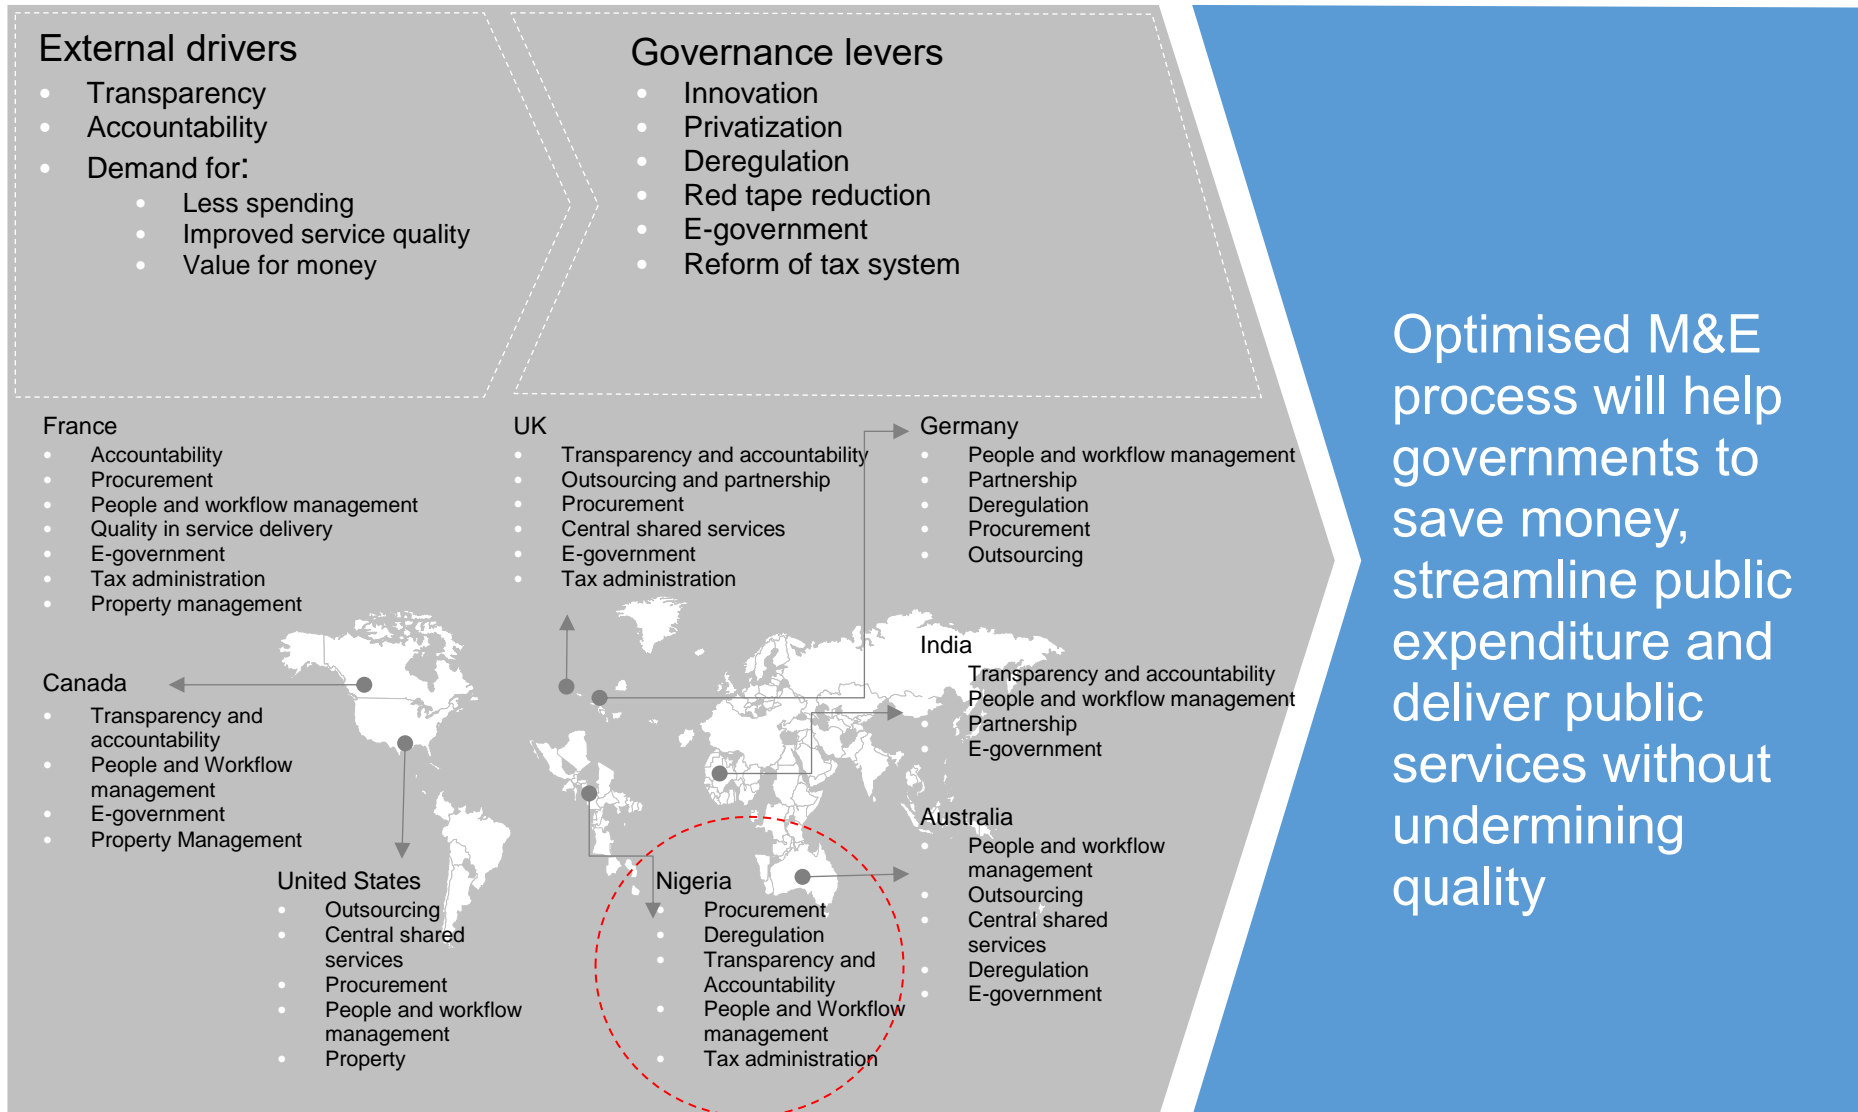 External drivers
Transparency
Accountability
Demand for:
Less spending
Improved service quality
Value for money
Governance levers
Innovation
Privatization
Deregulation
Red tape reduction
E-government
Reform of tax system
France
Accountability
Procurement
People and workflow management
Quality in service delivery
E-government
Tax administration
Property management
UK
Transparency and accountability
Outsourcing and partnership
Procurement
Central shared services
E-government
Tax administration
Germany
People and workflow management
Partnership
Deregulation
Procurement
Outsourcing
India
Transparency and accountability
People and workflow management
Partnership
E-government
Canada
Transparency and
accountability
People and Workflow
management
E-government
Property Management
United States
Outsourcing
Central shared
services
Procurement
People and workflow
management
Property
Nigeria
Procurement
Deregulation
Transparency and
Accountability
People and Workflow
management
Tax administration
Australia
People and workflow
management
Outsourcing
Central shared
services
Deregulation
E-government
Optimised M&E
process will help
governments to
save money,
streamline public
expenditure and
deliver public
services without
undermining
quality